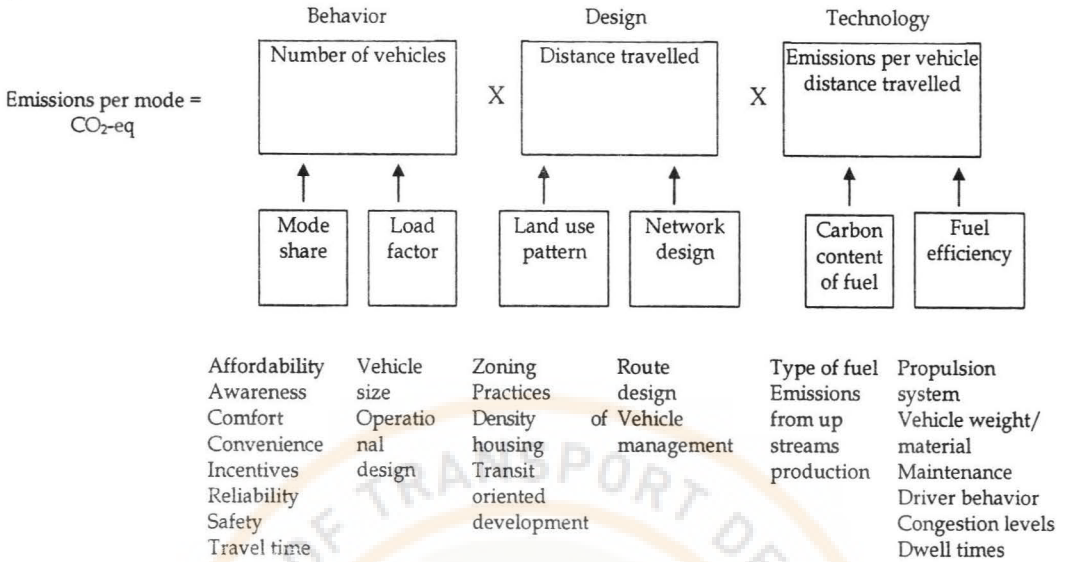 Behavior
Design
Technology
Number of vehicles
Distance travelled
Emissions per vehicle
distance travelled
Emissions per mode =
CO₂-eq
X
X
Mode
share
Load
factor
Land use
pattern
Network
design
Carbon
content
of fuel
Fuel
efficiency
Affordability
Awareness
Comfort
Convenience
Incentives
Reliability
Safety
Travel time
Vehicle
size
Operatio
nal
design
Zoning
Practices
Density of
housing
Transit
oriented
development
Route
design
Vehicle
management
Type of fuel
Emissions
from up
streams
production
Propulsion
system
Vehicle weight/
material
Maintenance
Driver behavior
Congestion levels
Dwell times
OF TRANSPORT DE